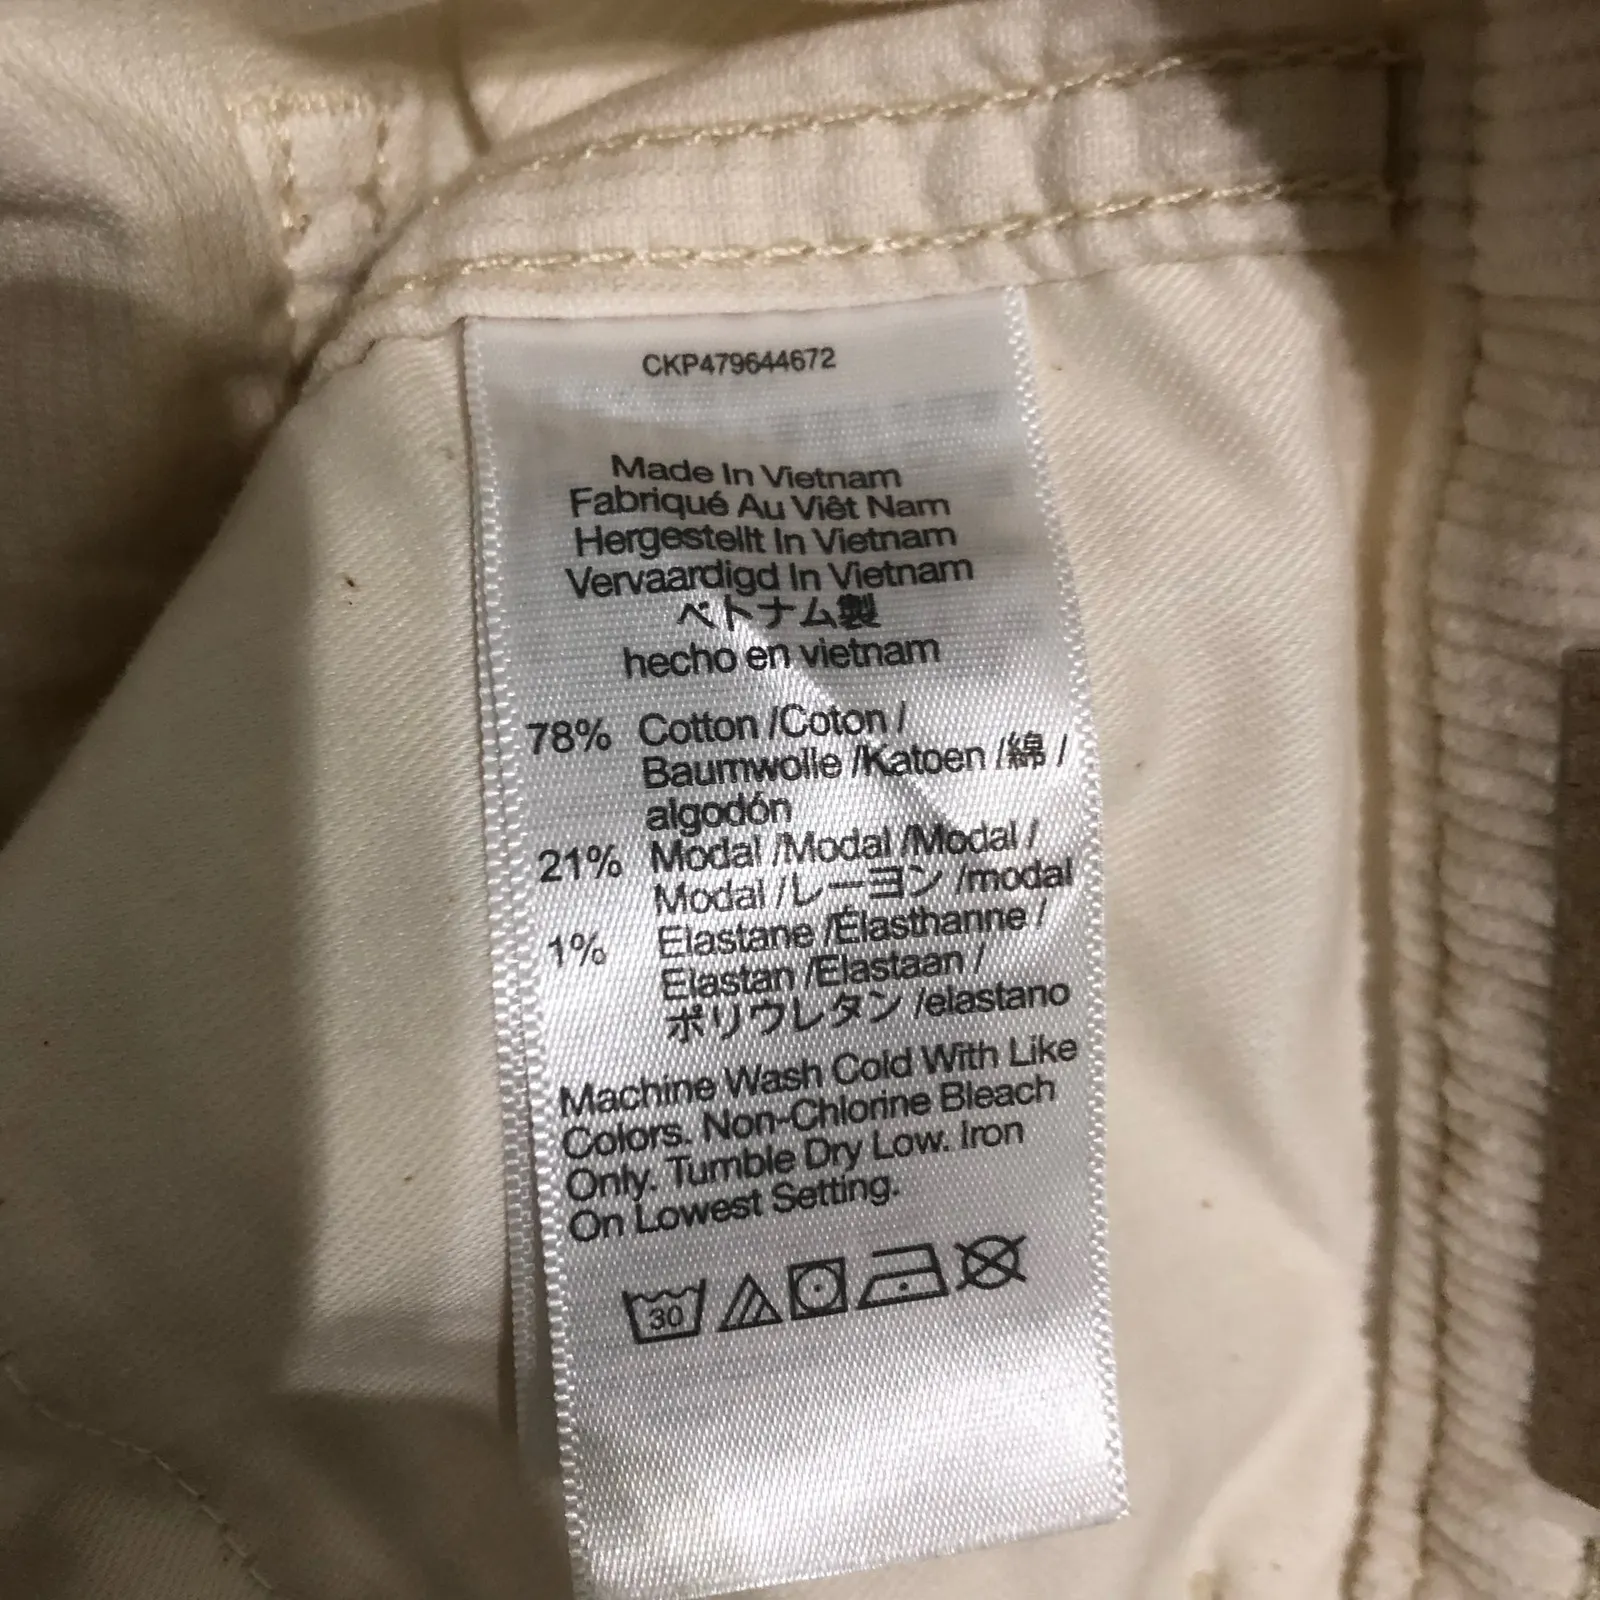 CKP479644672
Made In Vietnam
Fabriqué Au Viêt Nam
Hergestellt In Vietnam
Vervaardigd In Vietnam
ベトナム製
hecho en vietnam
78% Cotton /Coton /
Baumwolle /Katoen /綿 /
algodón
21% Modal /Modal /Modal /
Modal /レーヨン /modal
1% Elastane /Élasthanne /
Elastan /Elastaan /
ポリウレタン /elastano
Machine Wash Cold With Like
Colors. Non-Chlorine Bleach
Only. Tumble Dry Low. Iron
On Lowest Setting.
30